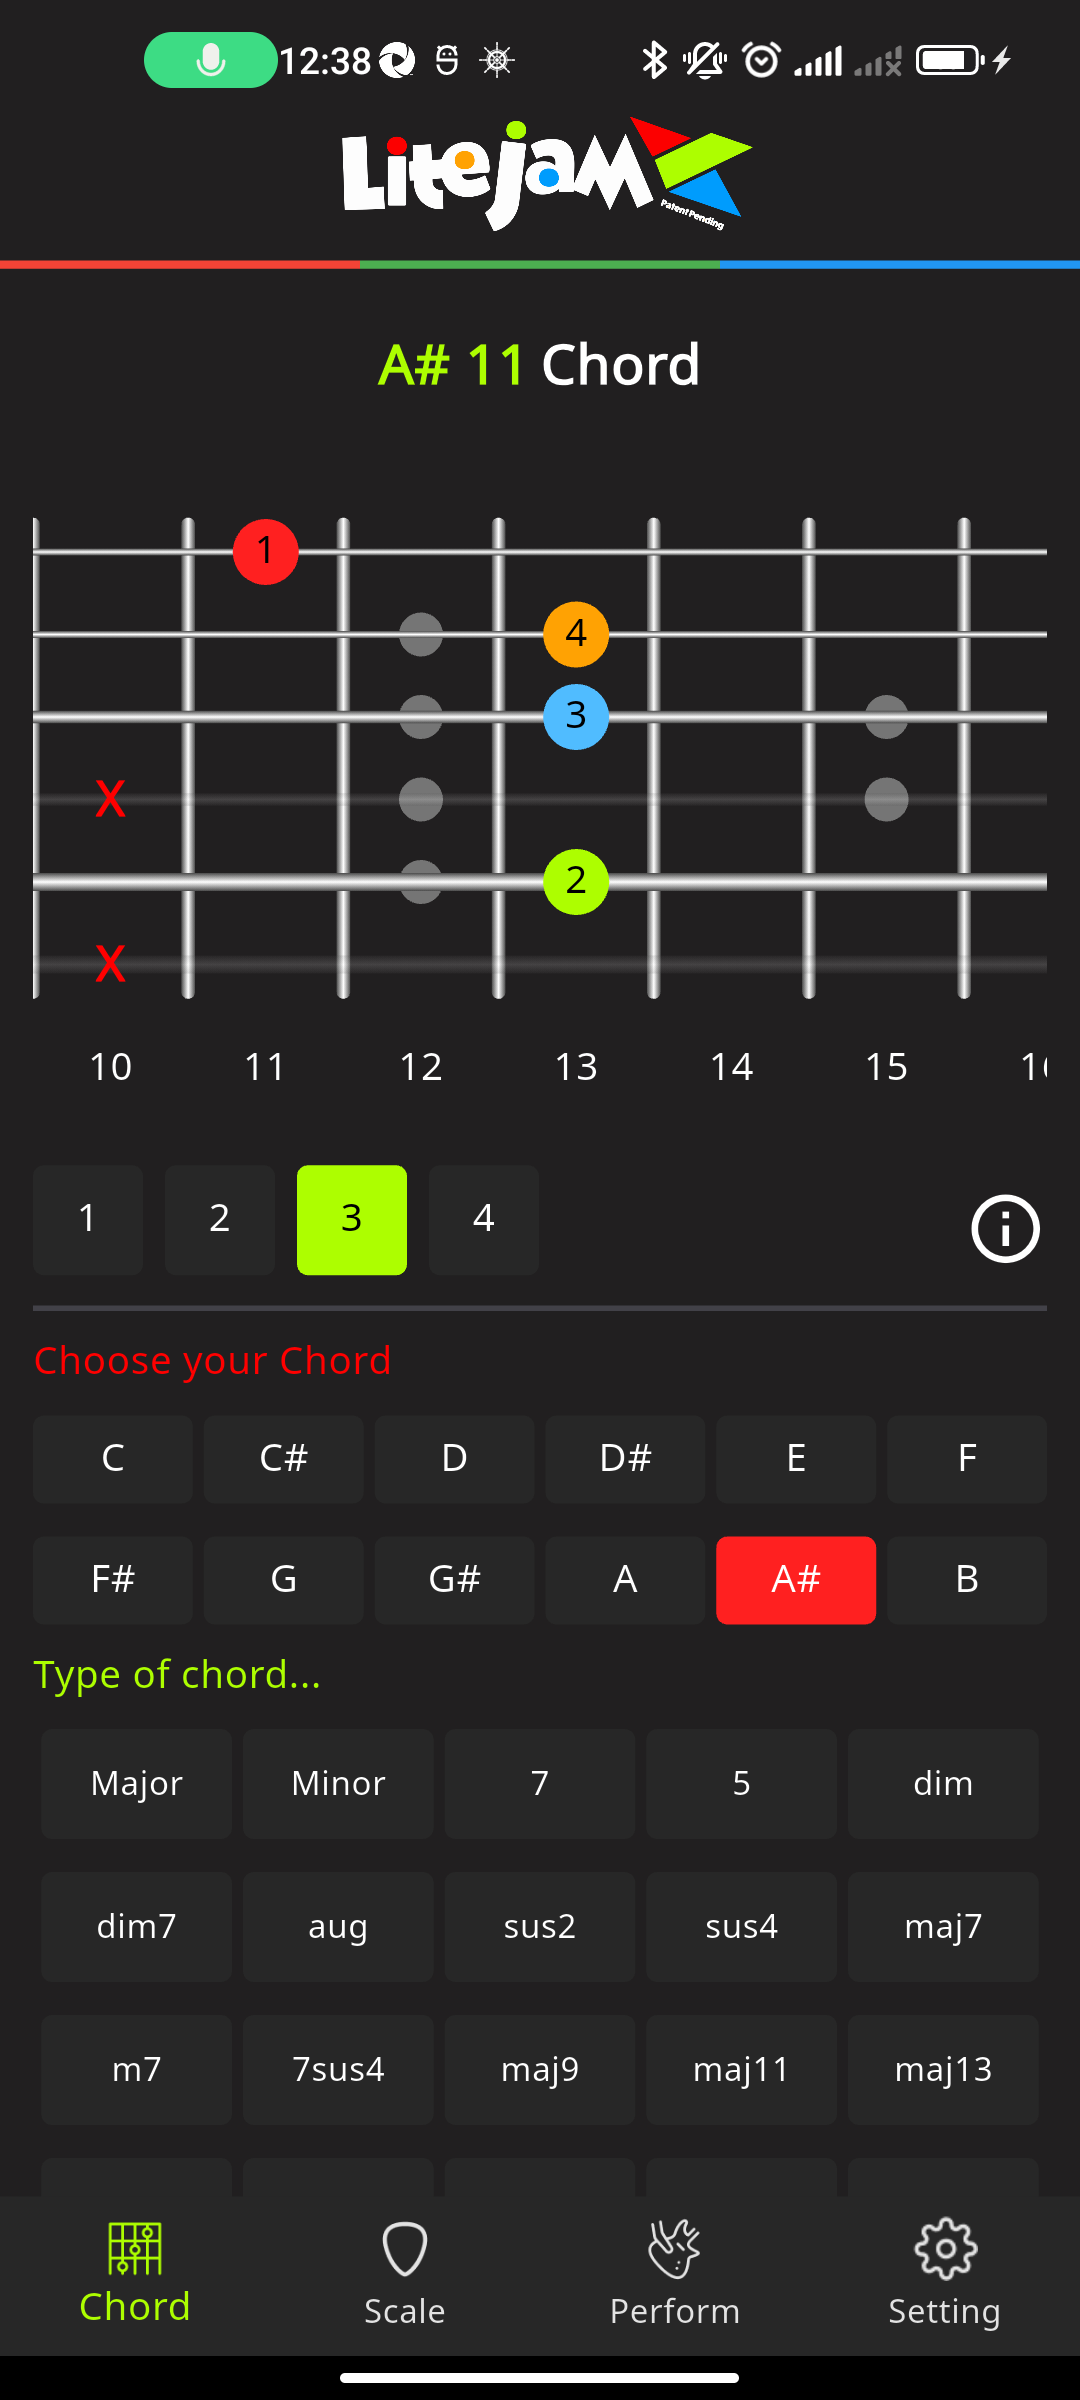 12:38
Litejam
Patent Pending
A# 11 Chord
1
4
3
X
2
X
10 11 12 13 14 15
1 2 3 4
Choose your Chord
C C# D D# E F
F# G G# A A# B
Type of chord...
Major Minor 7 5 dim
dim7 aug sus2 sus4 maj7
m7 7sus4 maj9 maj11 maj13
Chord Scale Perform Setting